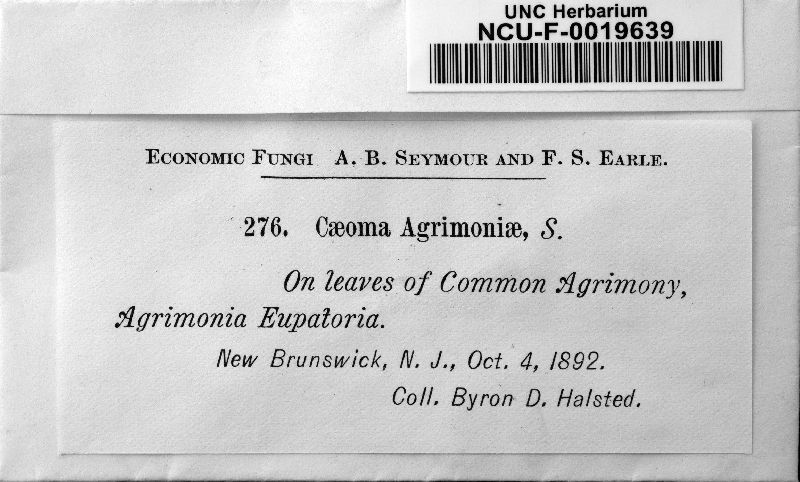 UNC Herbarium
NCU-F-0019639
Economic Fungi A. B. Seymour and F. S. Earle.
276. Cæoma Agrimoniæ, S.
On leaves of Common Agrimony,
Agrimonia Eupatoria.
New Brunswick, N. J., Oct. 4, 1892.
Coll. Byron D. Halsted.